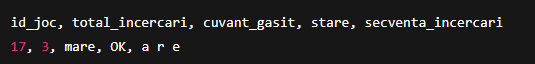 id_joc, total_incercari, cuvant_gasit, stare, secventa_incercari
17, 3, mare, OK, a r e